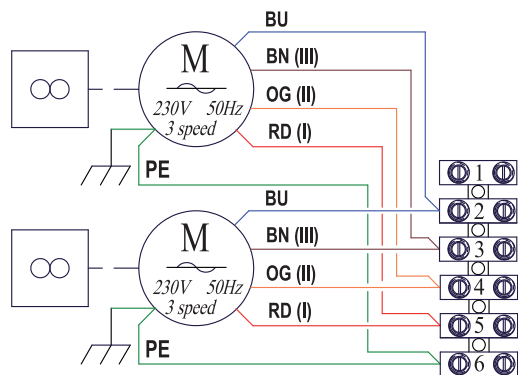 BU
BN (III)
M
OG (II)
230V 50Hz
3 speed
RD (I)
PE
1
BU
2
BN (III)
3
M
OG (II)
4
230V 50Hz
3 speed
RD (I)
5
PE
6